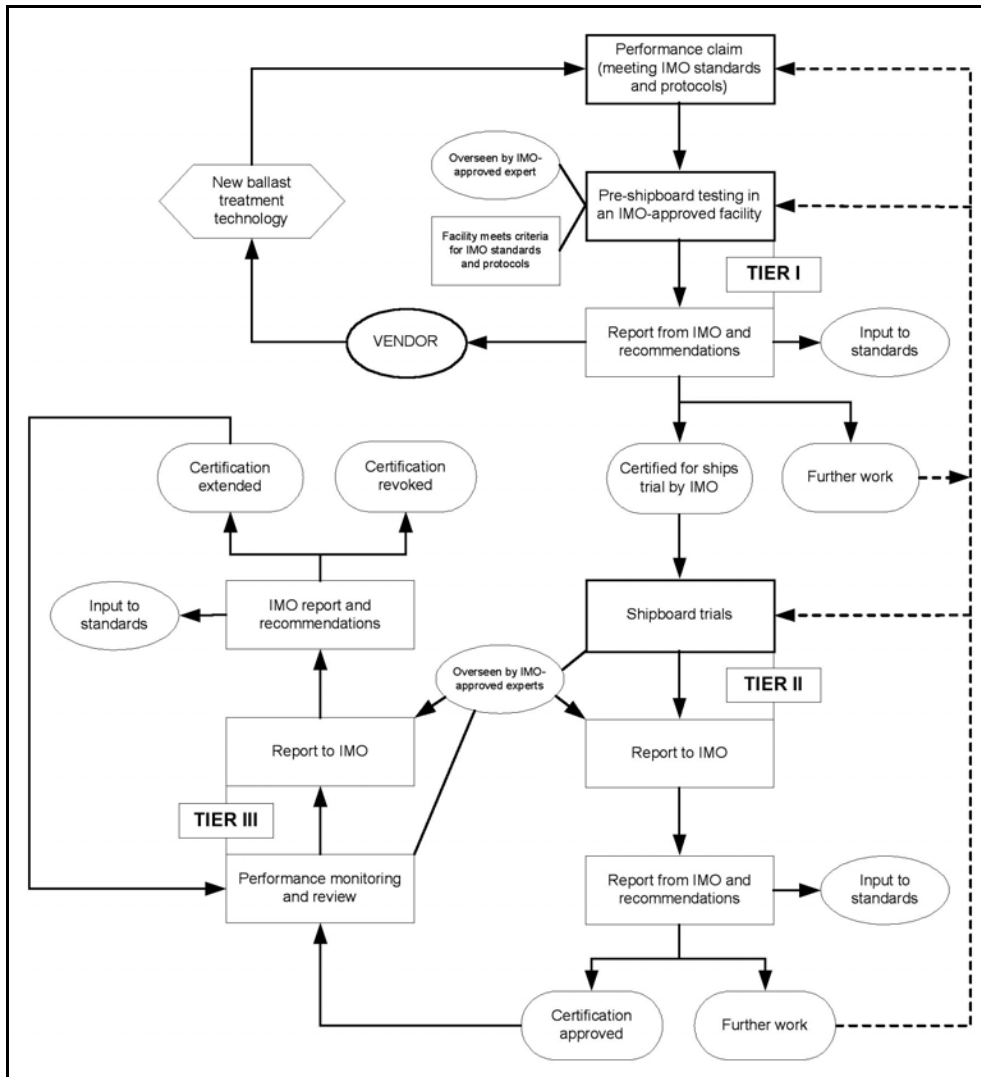 Performance claim
(meeting IMO standards
and protocols)
Overseen by IMO-
approved expert
New ballast
treatment
technology
Pre-shipboard testing in
an IMO-approved facility
Facility meets criteria
for IMO standards
and protocols
TIER I
VENDOR
Report from IMO and
recommendations
Input to
standards
Certification
extended
Certification
revoked
Certified for ships
trial by IMO
Further work
Input to
standards
IMO report and
recommendations
Shipboard trials
Overseen by IMO-
approved experts
TIER II
Report to IMO
Report to IMO
TIER III
Performance monitoring
and review
Report from IMO and
recommendations
Input to
standards
Certification
approved
Further work